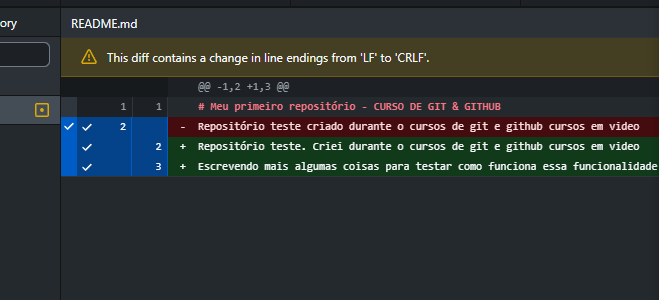 ory
README.md
This diff contains a change in line endings from 'LF' to 'CRLF'.
@@ -1,2 +1,3 @@
1 1 # Meu primeiro repositório - CURSO DE GIT & GITHUB
2 - Repositório teste criado durante o cursos de git e github cursos em video
2 + Repositório teste. Criei durante o cursos de git e github cursos em video
3 + Escrevendo mais algumas coisas para testar como funciona essa funcionalidade